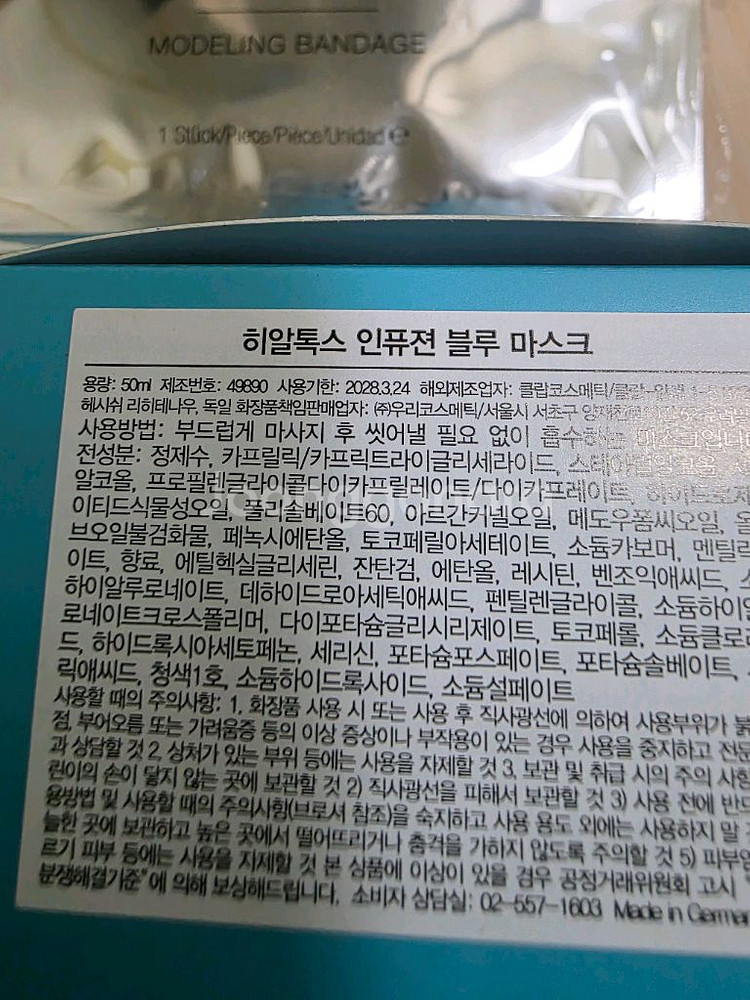 MODELING BANDAGE
1 Stück/Piece/Pièce/Unidad ℮
히알톡스 인퓨젼 블루 마스크
용량: 50ml 제조번호: 49890 사용기한: 2028.3.24 해외제조업자: 클랍코스메틱/클랍
헤시쉬 리히테나우, 독일 화장품책임판매업자: ㈜우리코스메틱/서울시 서초구
사용방법: 부드럽게 마사지 후 씻어낼 필요 없이 흡수하는 마스크입니
전성분: 정제수, 카프릴릭/카프릭트라이글리세라이드, 스테아릴알코올,
알코올, 프로필렌글라이콜다이카프릴레이트/다이카프레이트, 하이드로제
이티드식물성오일, 폴리솔베이트60, 아르간커넬오일, 메도우폼씨오일, 올
브오일불검화물, 페녹시에탄올, 토코페릴아세테이트, 소듐카보머, 멘틸락
이트, 향료, 에틸헥실글리세린, 잔탄검, 에탄올, 레시틴, 벤조익애씨드,
하이알루로네이트, 데하이드로아세틱애씨드, 펜틸렌글라이콜, 소듐하이알
로네이트크로스폴리머, 다이포타슘글리시리제이트, 토코페롤, 소듐클로
드, 하이드록시아세토페논, 세리신, 포타슘포스페이트, 포타슘솔베이트,
릭애씨드, 청색1호, 소듐하이드록사이드, 소듐설페이트
사용할 때의 주의사항: 1. 화장품 사용 시 또는 사용 후 직사광선에 의하여 사용부위가 붉
점, 부어오름 또는 가려움증 등의 이상 증상이나 부작용이 있는 경우 사용을 중지하고 전문
과 상담할 것 2. 상처가 있는 부위 등에는 사용을 자제할 것 3. 보관 및 취급 시의 주의 사항
린이의 손이 닿지 않는 곳에 보관할 것 2) 직사광선을 피해서 보관할 것 3) 사용 전에 반드
용방법 및 사용할 때의 주의사항(브로셔 참조)을 숙지하고 사용 용도 외에는 사용하지 말
늘한 곳에 보관하고 높은 곳에서 떨어뜨리거나 충격을 가하지 않도록 주의할 것 5) 피부염
르기 피부 등에는 사용을 자제할 것 본 상품에 이상이 있을 경우 공정거래위원회 고시
분쟁해결기준"에 의해 보상해드립니다. 소비자 상담실: 02-557-1603 Made in German